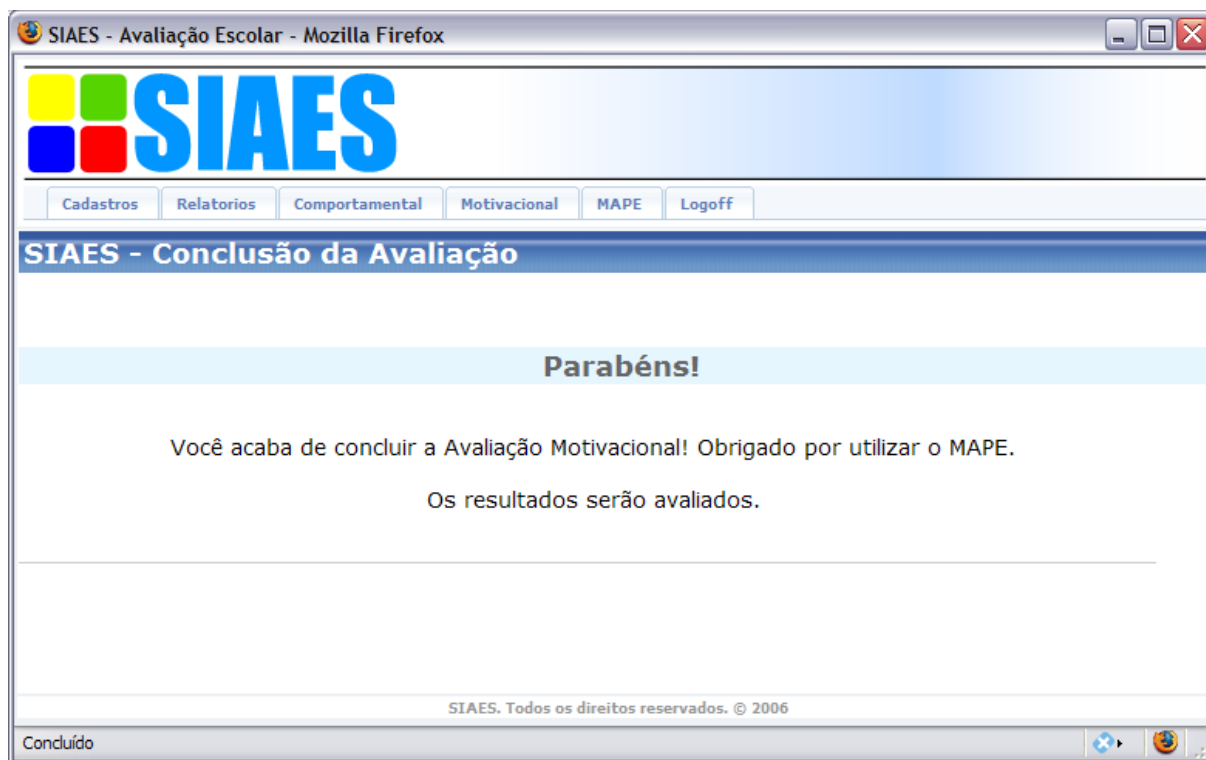 SIAES - Avaliação Escolar - Mozilla Firefox
SIAES
Cadastros Relatorios Comportamental Motivacional MAPE Logoff
SIAES - Conclusão da Avaliação
Parabéns!
Você acaba de concluir a Avaliação Motivacional! Obrigado por utilizar o MAPE.
Os resultados serão avaliados.
SIAES. Todos os direitos reservados. © 2006
Concluído